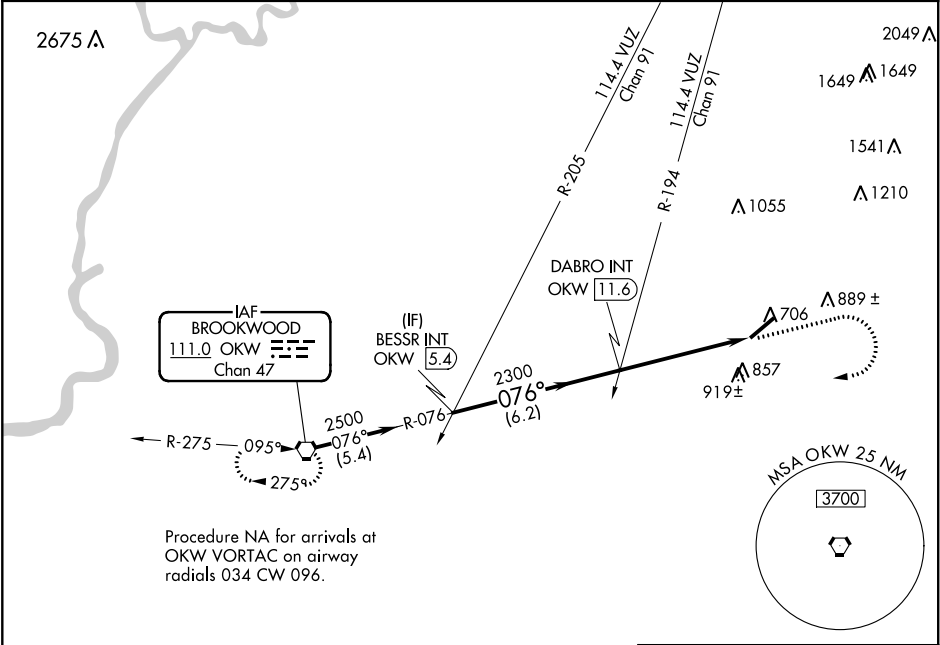 2675
2049
1649
1649
1541
1210
1055
114.4 VUZ
Chan 91
R-205
114.4 VUZ
Chan 91
R-194
DABRO INT
OKW 11.6
IAF
BROOKWOOD
111.0 OKW
Chan 47
(IF)
BESSR INT
OKW 5.4
706
889 ±
857
919±
2300
076°
(6.2)
2500
076°
(5.4)
R-076
R-275
095°
275°
MSA OKW 25 NM
3700
Procedure NA for arrivals at
OKW VORTAC on airway
radials 034 CW 096.